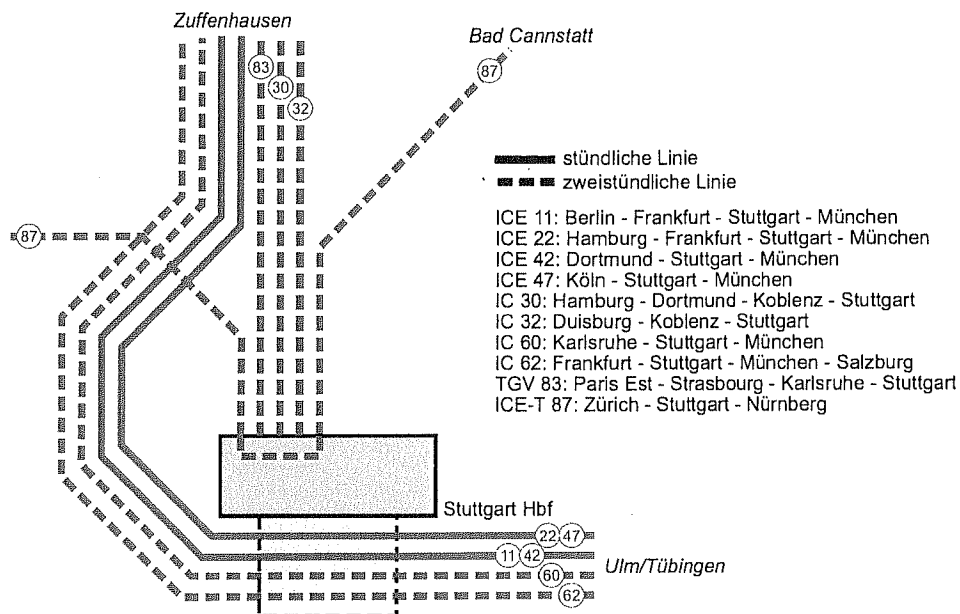 Zuffenhausen
Bad Cannstatt
83
87
30
32
stündliche Linie
zweistündliche Linie
ICE 11: Berlin - Frankfurt - Stuttgart - München
87
ICE 22: Hamburg - Frankfurt - Stuttgart - München
ICE 42: Dortmund - Stuttgart - München
ICE 47: Köln - Stuttgart - München
IC 30: Hamburg - Dortmund - Koblenz - Stuttgart
IC 32: Duisburg - Koblenz - Stuttgart
IC 60: Karlsruhe - Stuttgart - München
IC 62: Frankfurt - Stuttgart - München - Salzburg
TGV 83: Paris Est - Strasbourg - Karlsruhe - Stuttgart
ICE-T 87: Zürich - Stuttgart - Nürnberg
Stuttgart Hbf
22 47
11 42
60
Ulm/Tübingen
62